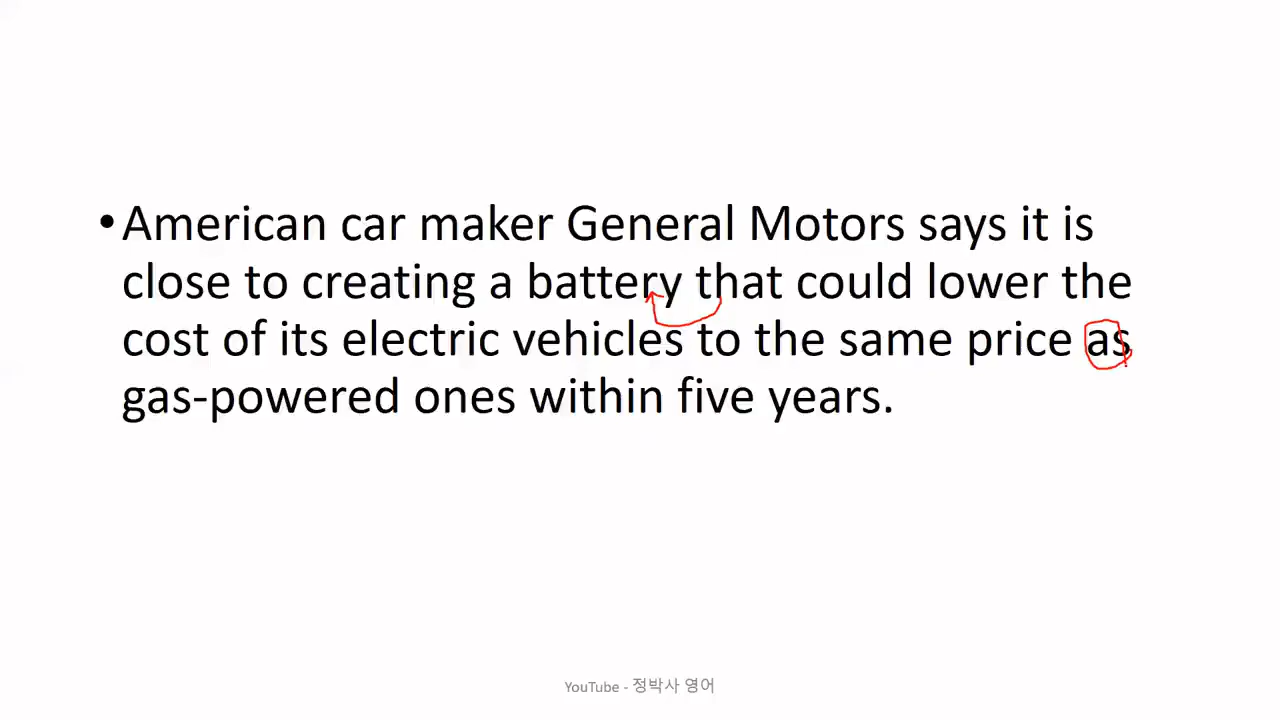 •American car maker General Motors says it is
close to creating a battery that could lower the
cost of its electric vehicles to the same price as
gas-powered ones within five years.
YouTube - 정박사 영어